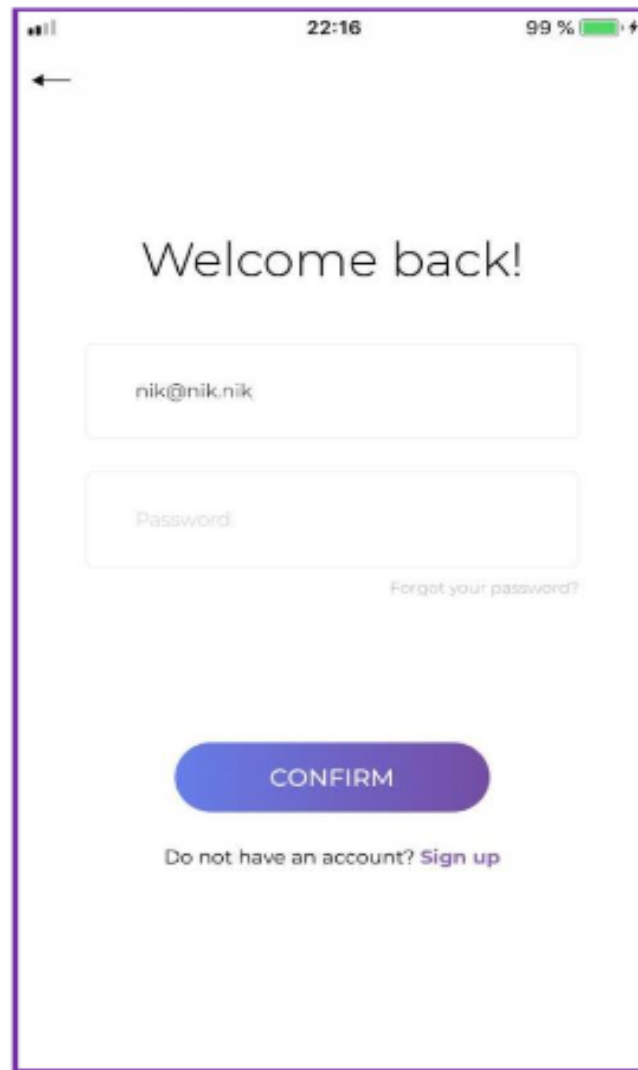 22:16 99 %
Welcome back!
nik@nik.nik
Password
Forgot your password?
CONFIRM
Do not have an account? Sign up